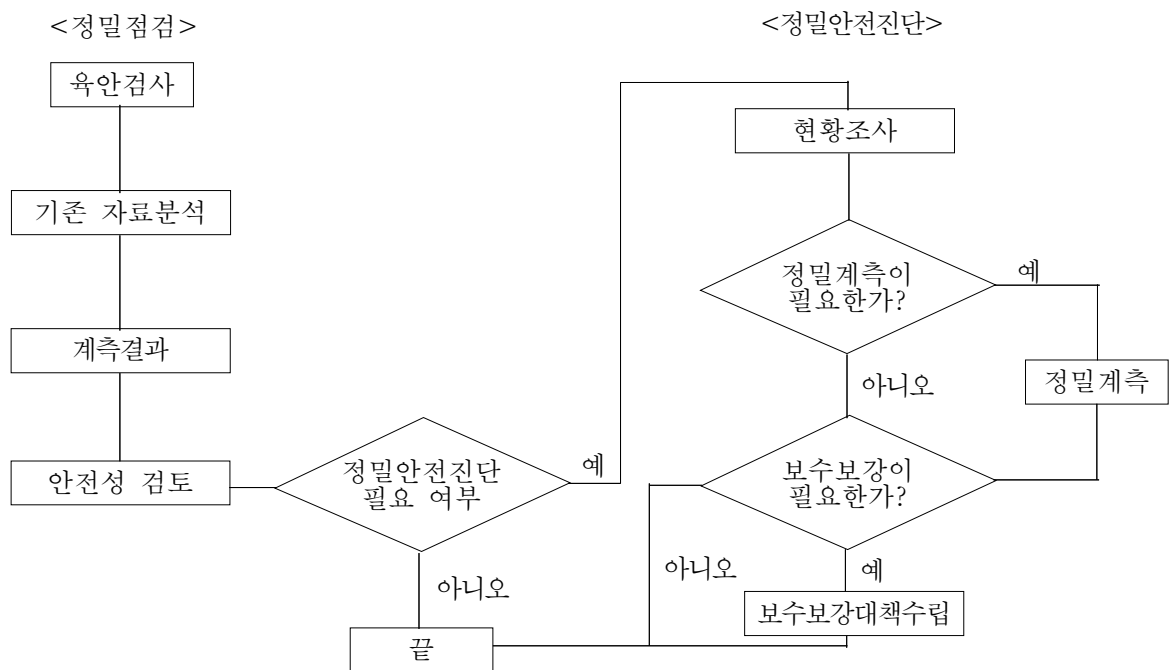 <정밀점검>
육안검사
기존 자료분석
계측결과
안전성 검토
정밀안전진단
필요 여부
예
아니오
끝
<정밀안전진단>
현황조사
정밀계측이
필요한가?
예
정밀계측
아니오
보수보강이
필요한가?
아니오
예
보수보강대책수립